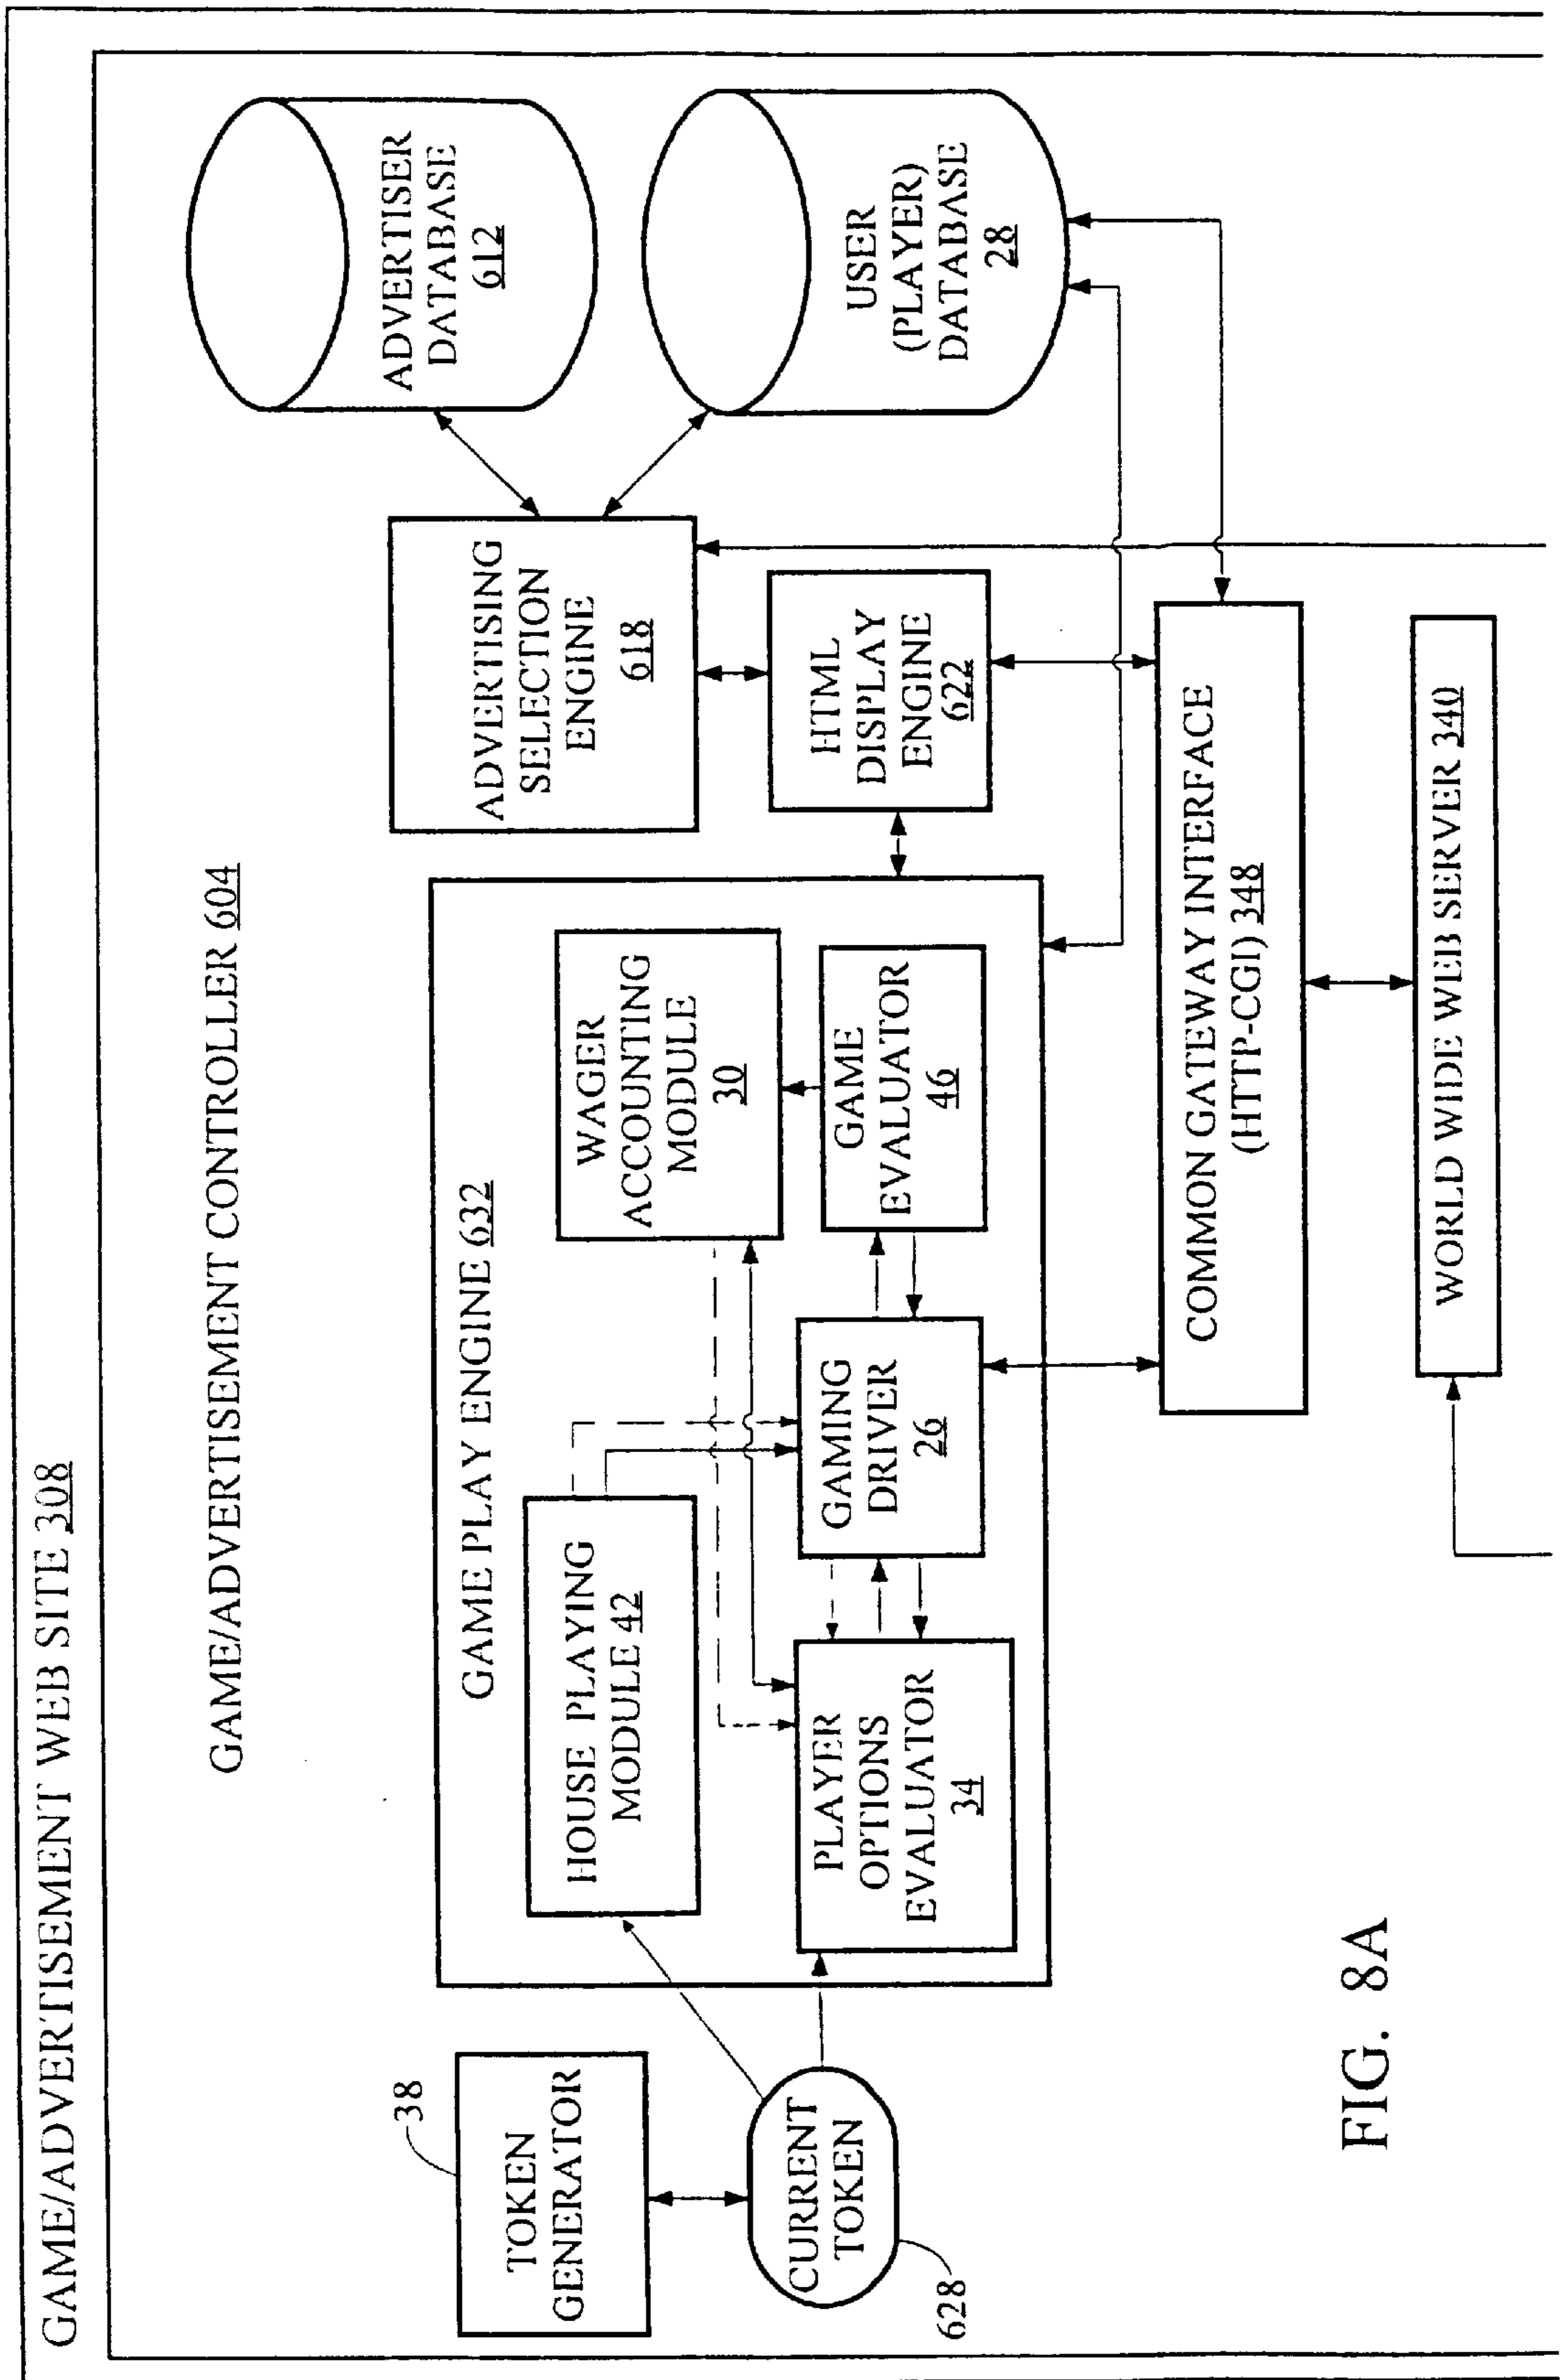 GAME/ADVERTISEMENT WEB SITE 308
GAME/ADVERTISEMENT CONTROLLER 604
38
TOKEN
GENERATOR
CURRENT
TOKEN
628
GAME PLAY ENGINE 632
HOUSE PLAYING
MODULE 42
WAGER
ACCOUNTING
MODULE
30
PLAYER
OPTIONS
EVALUATOR
34
GAMING
DRIVER
26
GAME
EVALUATOR
46
ADVERTISING
SELECTION
ENGINE
618
HTML
DISPLAY
ENGINE
622
ADVERTISER
DATABASE
612
USER
(PLAYER)
DATABASE
28
COMMON GATEWAY INTERFACE
(HTTP-CGI) 348
WORLD WIDE WEB SERVER 340
FIG. 8A